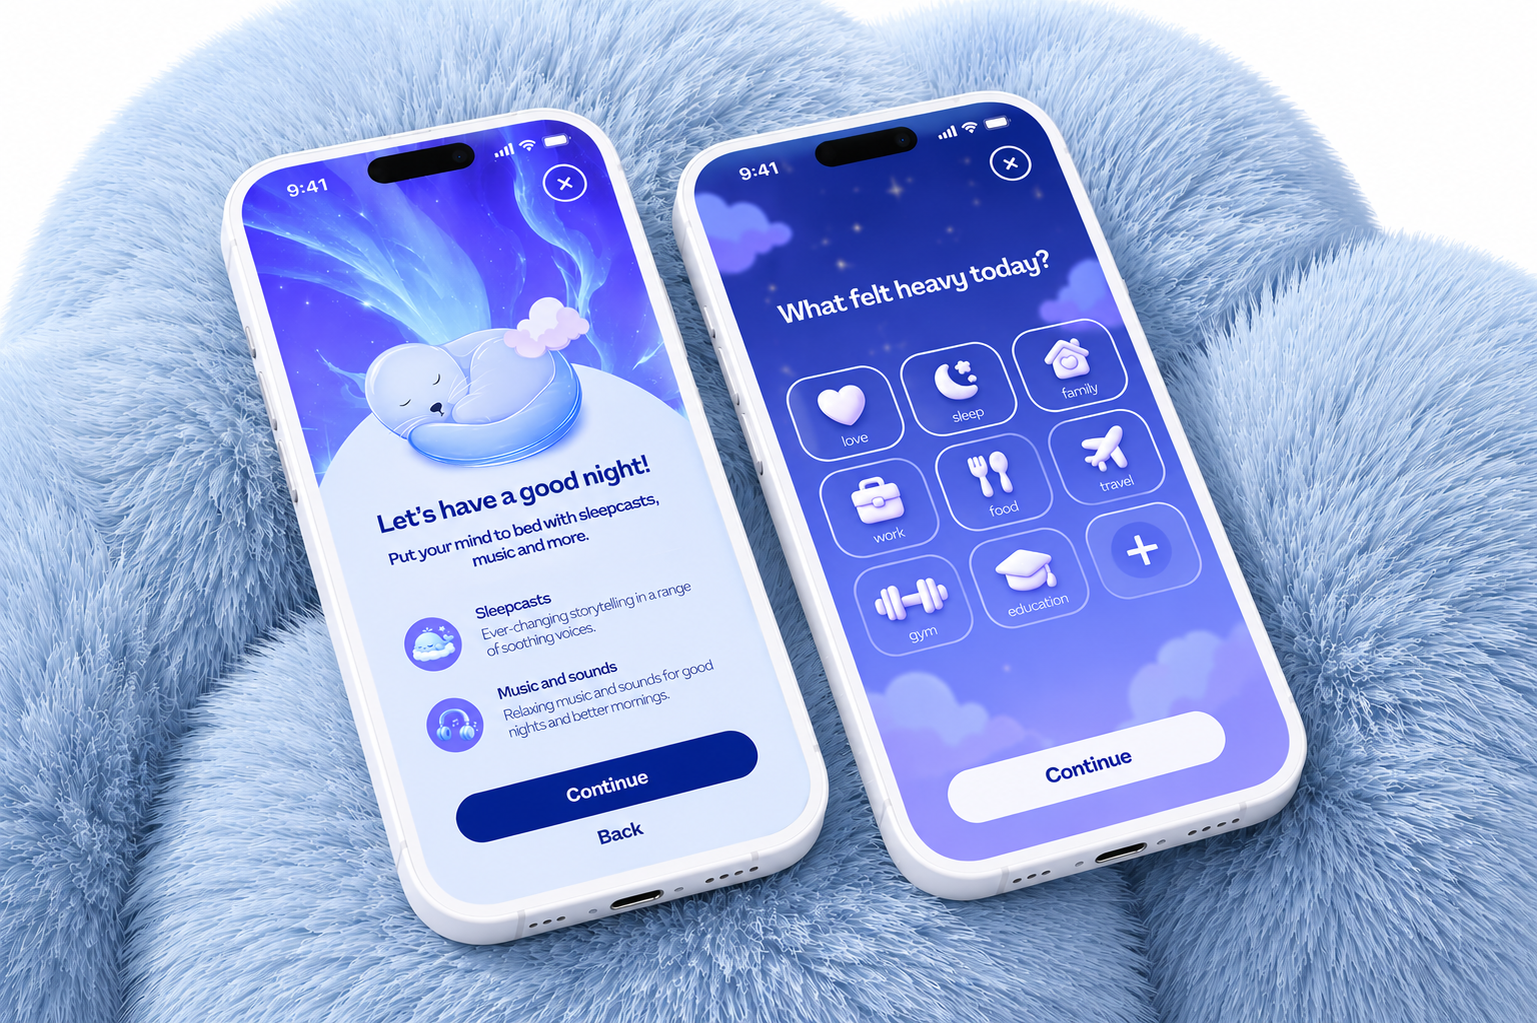 9:41
Let's have a good night!
Put your mind to bed with sleepcasts,
music and more.
Sleepcasts
Ever-changing storytelling in a range
of soothing voices.
Music and sounds
Relaxing music and sounds for good
nights and better mornings.
Continue
Back
9:41
What felt heavy today?
love
sleep
family
work
food
travel
gym
education
Continue